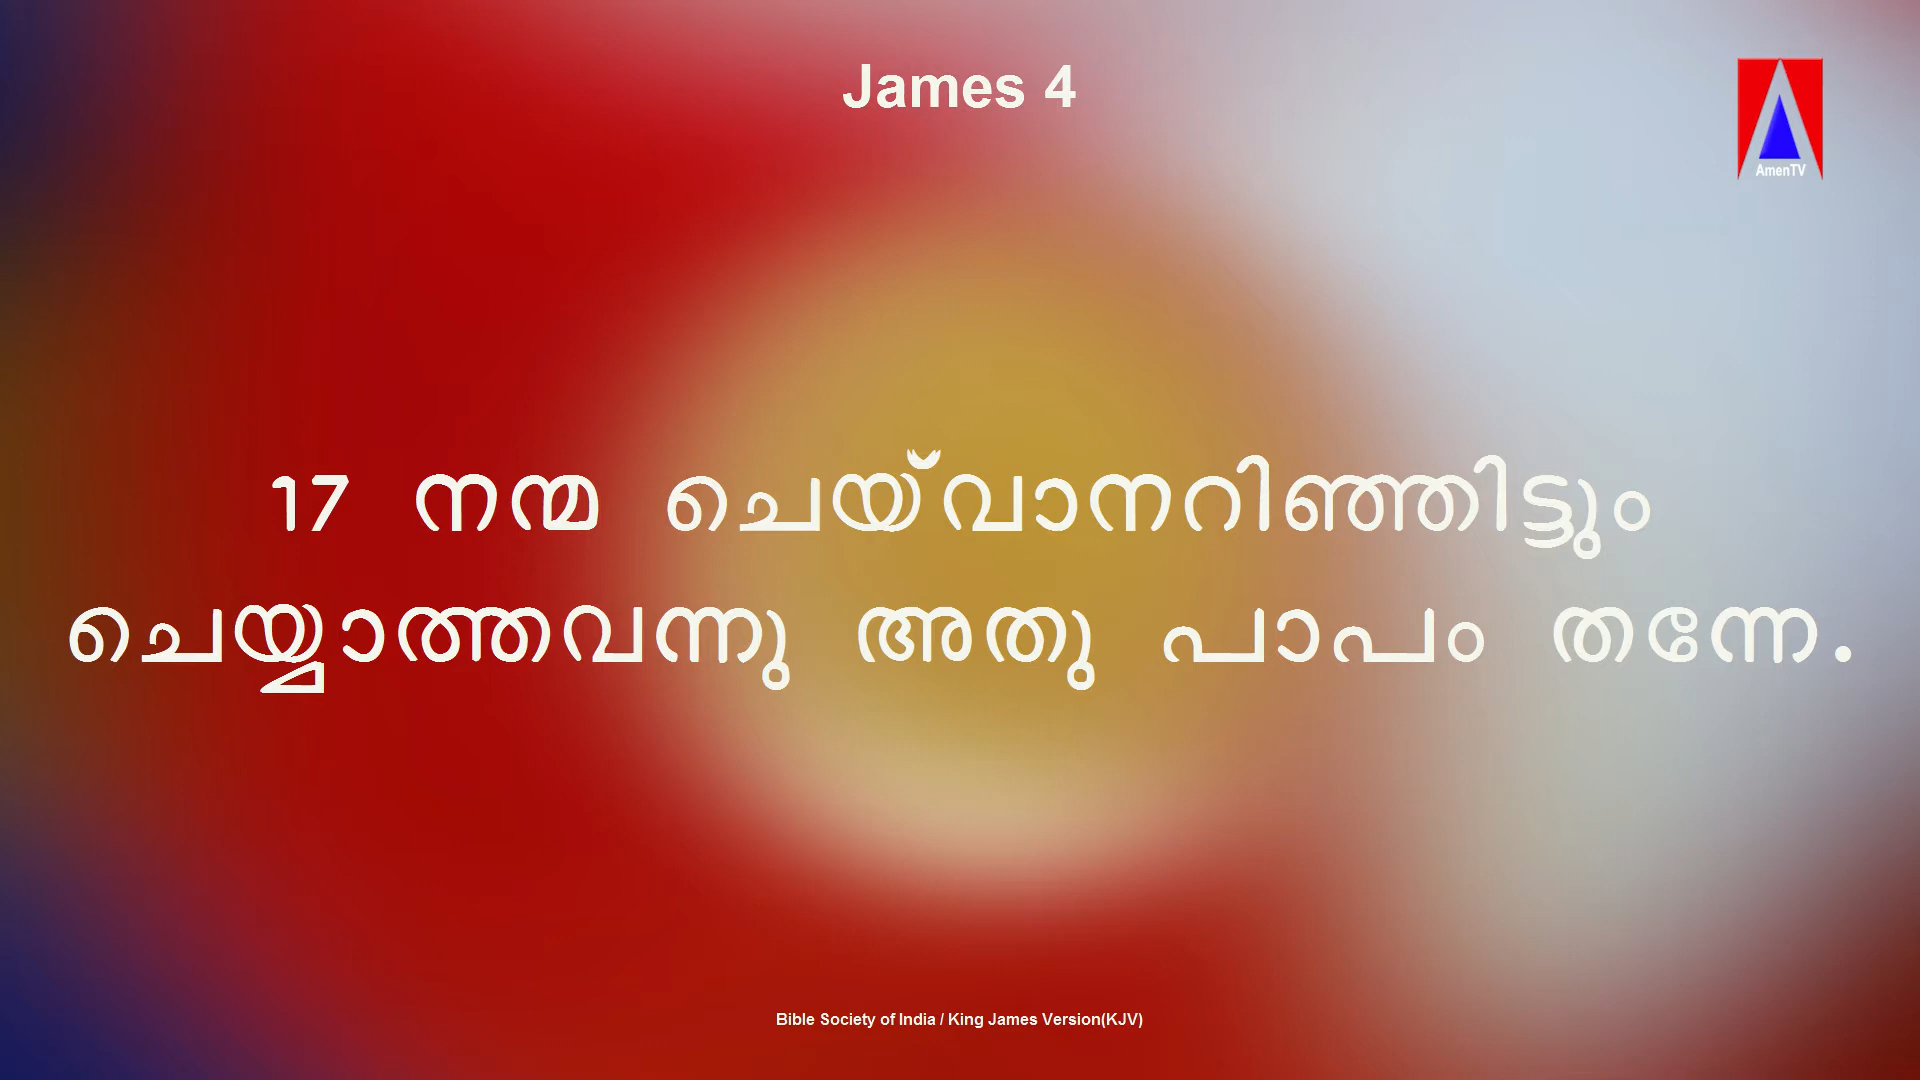 James 4
AmenTV
17 നന്മ ചെയ്‌വാനറിഞ്ഞിട്ടും
ചെയ്യാത്തവന്നു അതു പാപം തന്നേ.
Bible Society of India / King James Version(KJV)